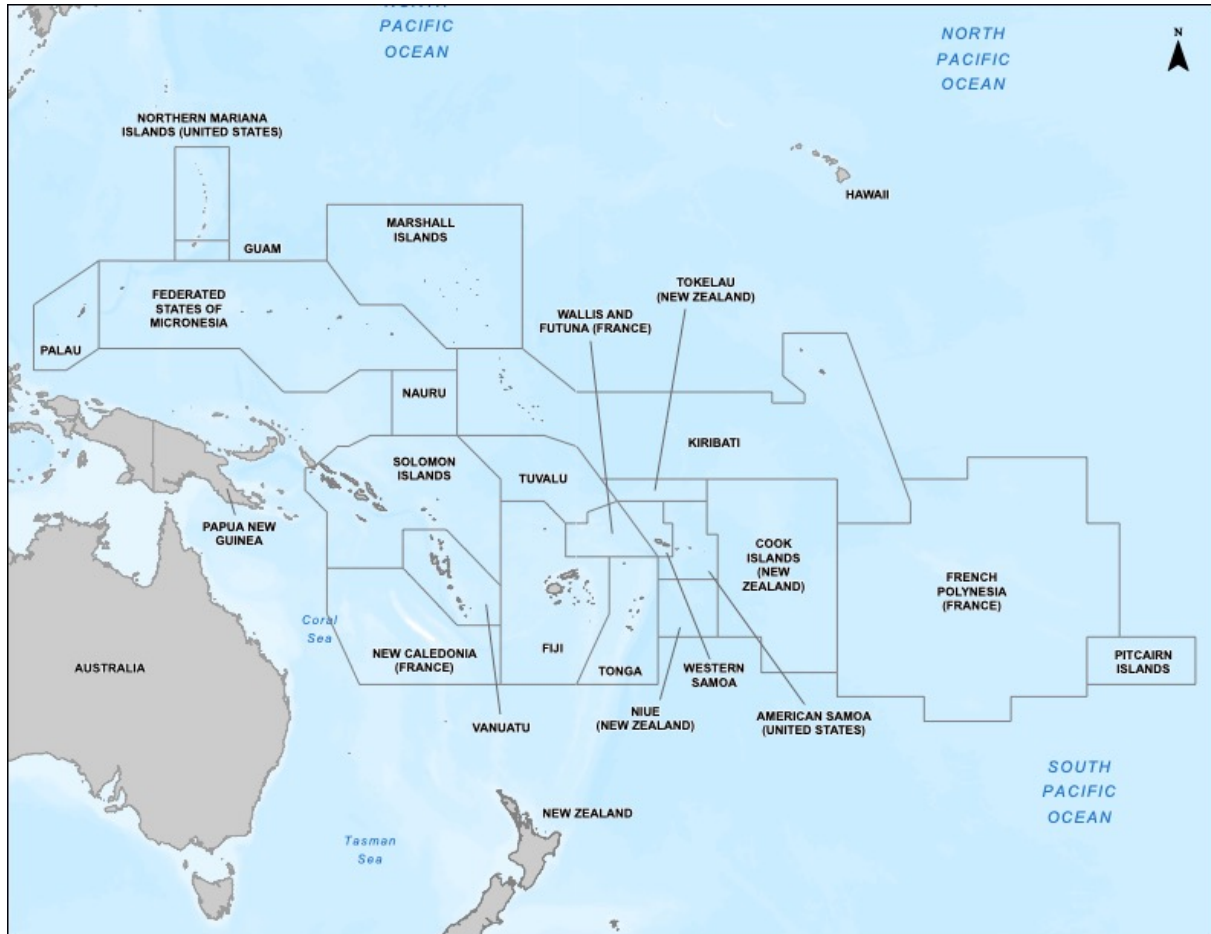 NORTH
PACIFIC
OCEAN
NORTH
PACIFIC
OCEAN
N
NORTHERN MARIANA
ISLANDS (UNITED STATES)
HAWAII
MARSHALL
ISLANDS
GUAM
TOKELAU
(NEW ZEALAND)
FEDERATED
STATES OF
MICRONESIA
WALLIS AND
FUTUNA (FRANCE)
PALAU
NAURU
KIRIBATI
SOLOMON
ISLANDS
TUVALU
PAPUA NEW
GUINEA
COOK
ISLANDS
(NEW
ZEALAND)
FRENCH
POLYNESIA
(FRANCE)
Coral
Sea
AUSTRALIA
NEW CALEDONIA
(FRANCE)
FIJI
TONGA
WESTERN
SAMOA
PITCAIRN
ISLANDS
VANUATU
NIUE
(NEW ZEALAND)
AMERICAN SAMOA
(UNITED STATES)
SOUTH
PACIFIC
OCEAN
NEW ZEALAND
Tasman
Sea